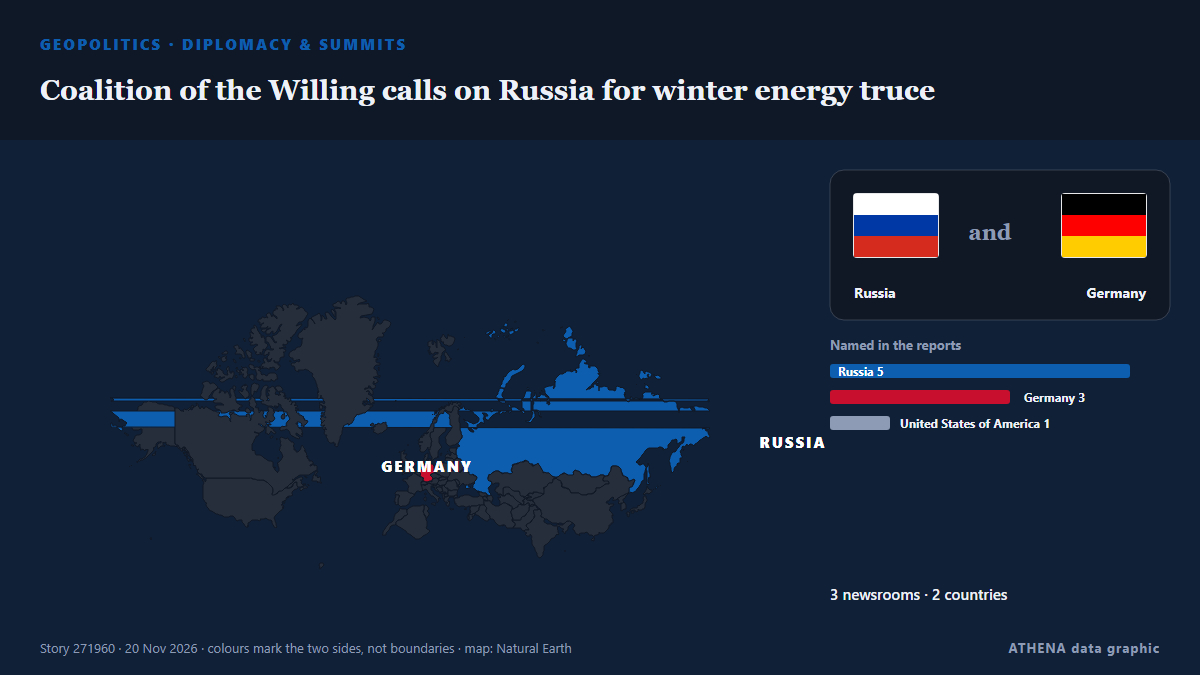 GEOPOLITICS · DIPLOMACY & SUMMITS
Coalition of the Willing calls on Russia for winter energy truce
and
Russia
Germany
Named in the reports
Russia 5
Germany 3
United States of America 1
RUSSIA
GERMANY
3 newsrooms · 2 countries
Story 271960 · 20 Nov 2026 · colours mark the two sides, not boundaries · map: Natural Earth
ATHENA data graphic